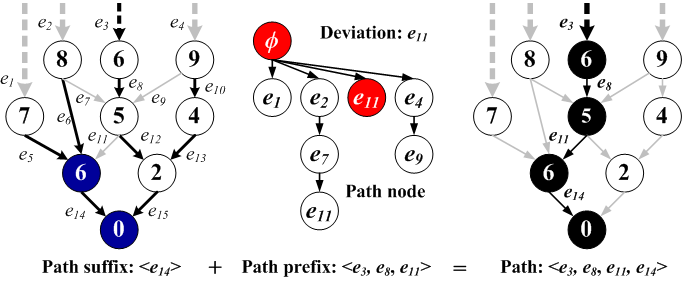 e2 e3 e4 Deviation: e11 e3
8 6 9 ϕ 8 6 9
e1 e7 e8 e9 e10 e1 e2 e11 e4 e8
7 e6 5 4 7 5 4
e5 e11 e12 e13 e7 e9 e11
6 2 Path node 6 2
e14 e15 e11 e14
0 0
Path suffix: <e14> + Path prefix: <e3, e8, e11> = Path: <e3, e8, e11, e14>